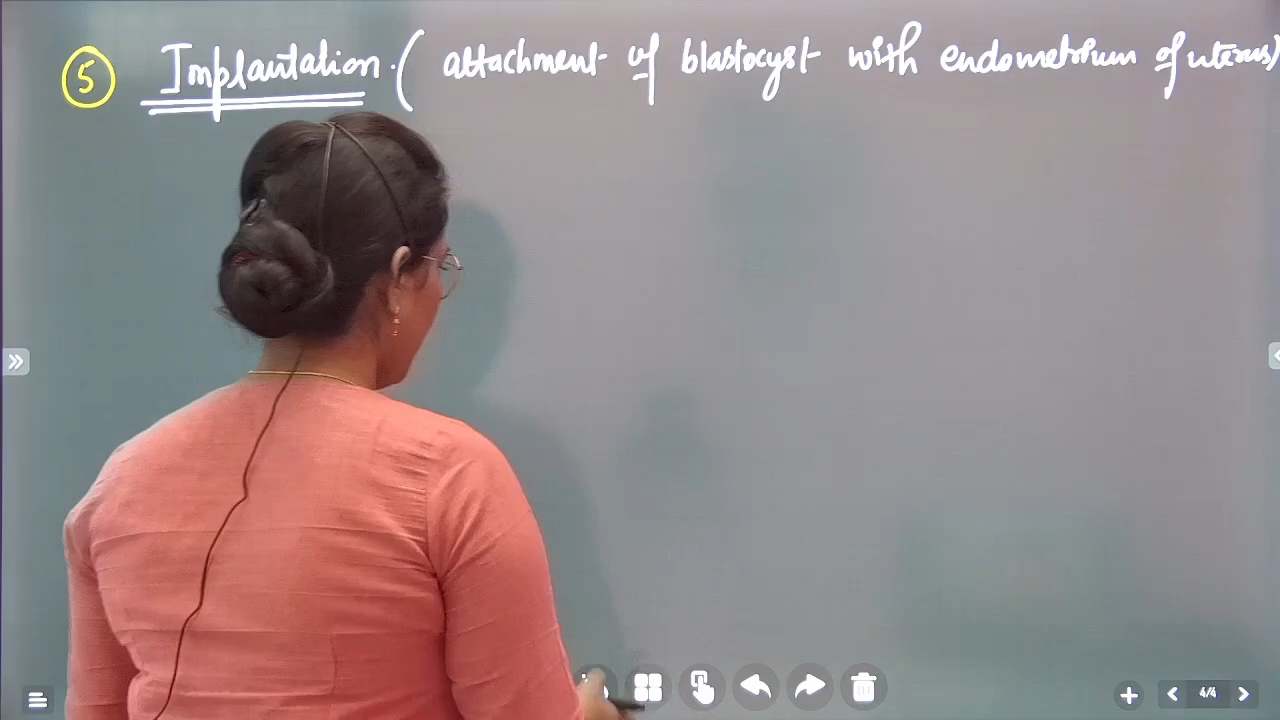 5 Implantation. ( attachment of blastocyst with endometrium of uterus)
4/4